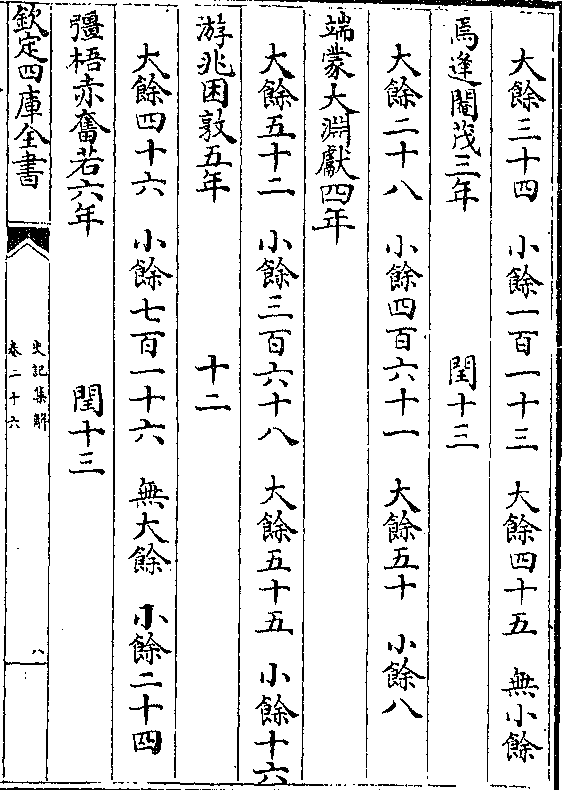 大餘三十四　小餘一百一十三　大餘四十五　無小餘
焉逢閹茂三年　閏十三
大餘二十八　小餘四百六十一　大餘五十　小餘八
端蒙大淵獻四年
大餘五十二　小餘三百六十八　大餘五十五　小餘十六
游兆困敦五年　十二
大餘四十六　小餘七百一十六　無大餘　小餘二十四
彊梧赤奮若六年　閏十三
欽定四庫全書
史記集解
卷二十六
八